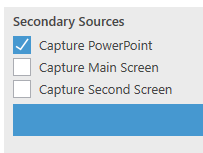 Secondary Sources
Capture PowerPoint
Capture Main Screen
Capture Second Screen